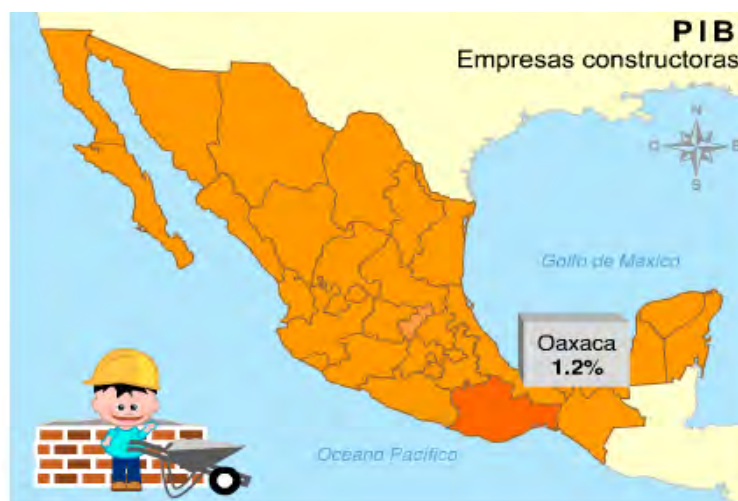 PIB
Empresas constructoras
N
O
E
S
Golfo de Mexico
Oaxaca
1.2%
Oceano Pacifico